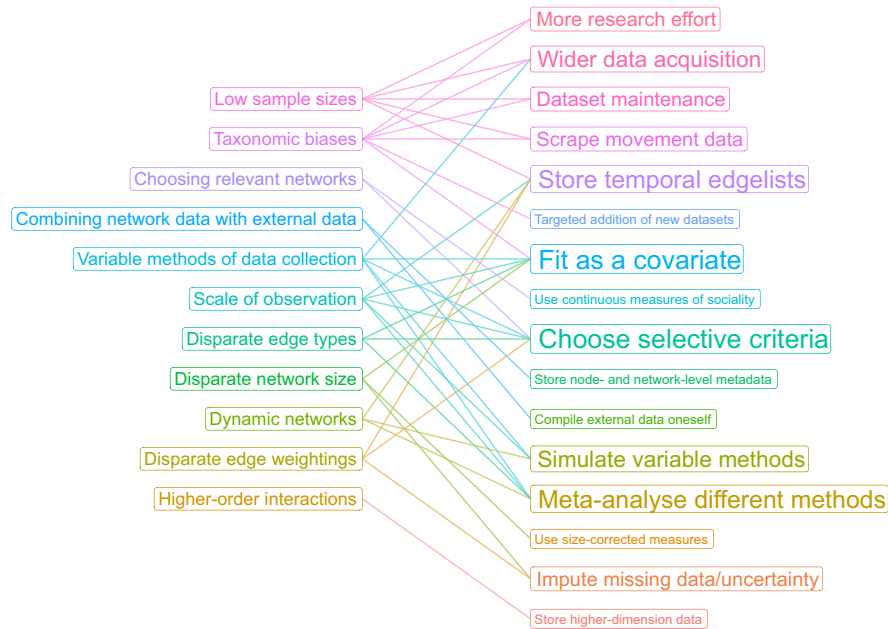 Low sample sizes
Taxonomic biases
Choosing relevant networks
Combining network data with external data
Variable methods of data collection
Scale of observation
Disparate edge types
Disparate network size
Dynamic networks
Disparate edge weightings
Higher-order interactions
More research effort
Wider data acquisition
Dataset maintenance
Scrape movement data
Store temporal edgelists
Targeted addition of new datasets
Fit as a covariate
Use continuous measures of sociality
Choose selective criteria
Store node- and network-level metadata
Compile external data oneself
Simulate variable methods
Meta-analyse different methods
Use size-corrected measures
Impute missing data/uncertainty
Store higher-dimension data